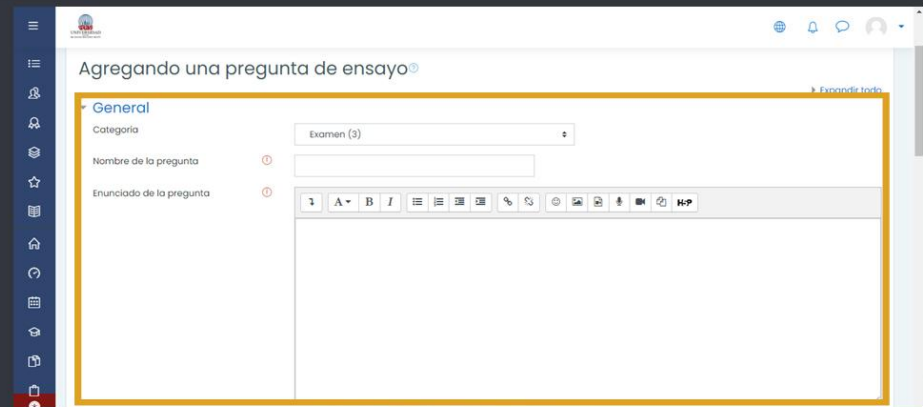 Agregando una pregunta de ensayo
Expandir todo
General
Categoría
Examen (3)
Nombre de la pregunta
Enunciado de la pregunta
A B I
H-P